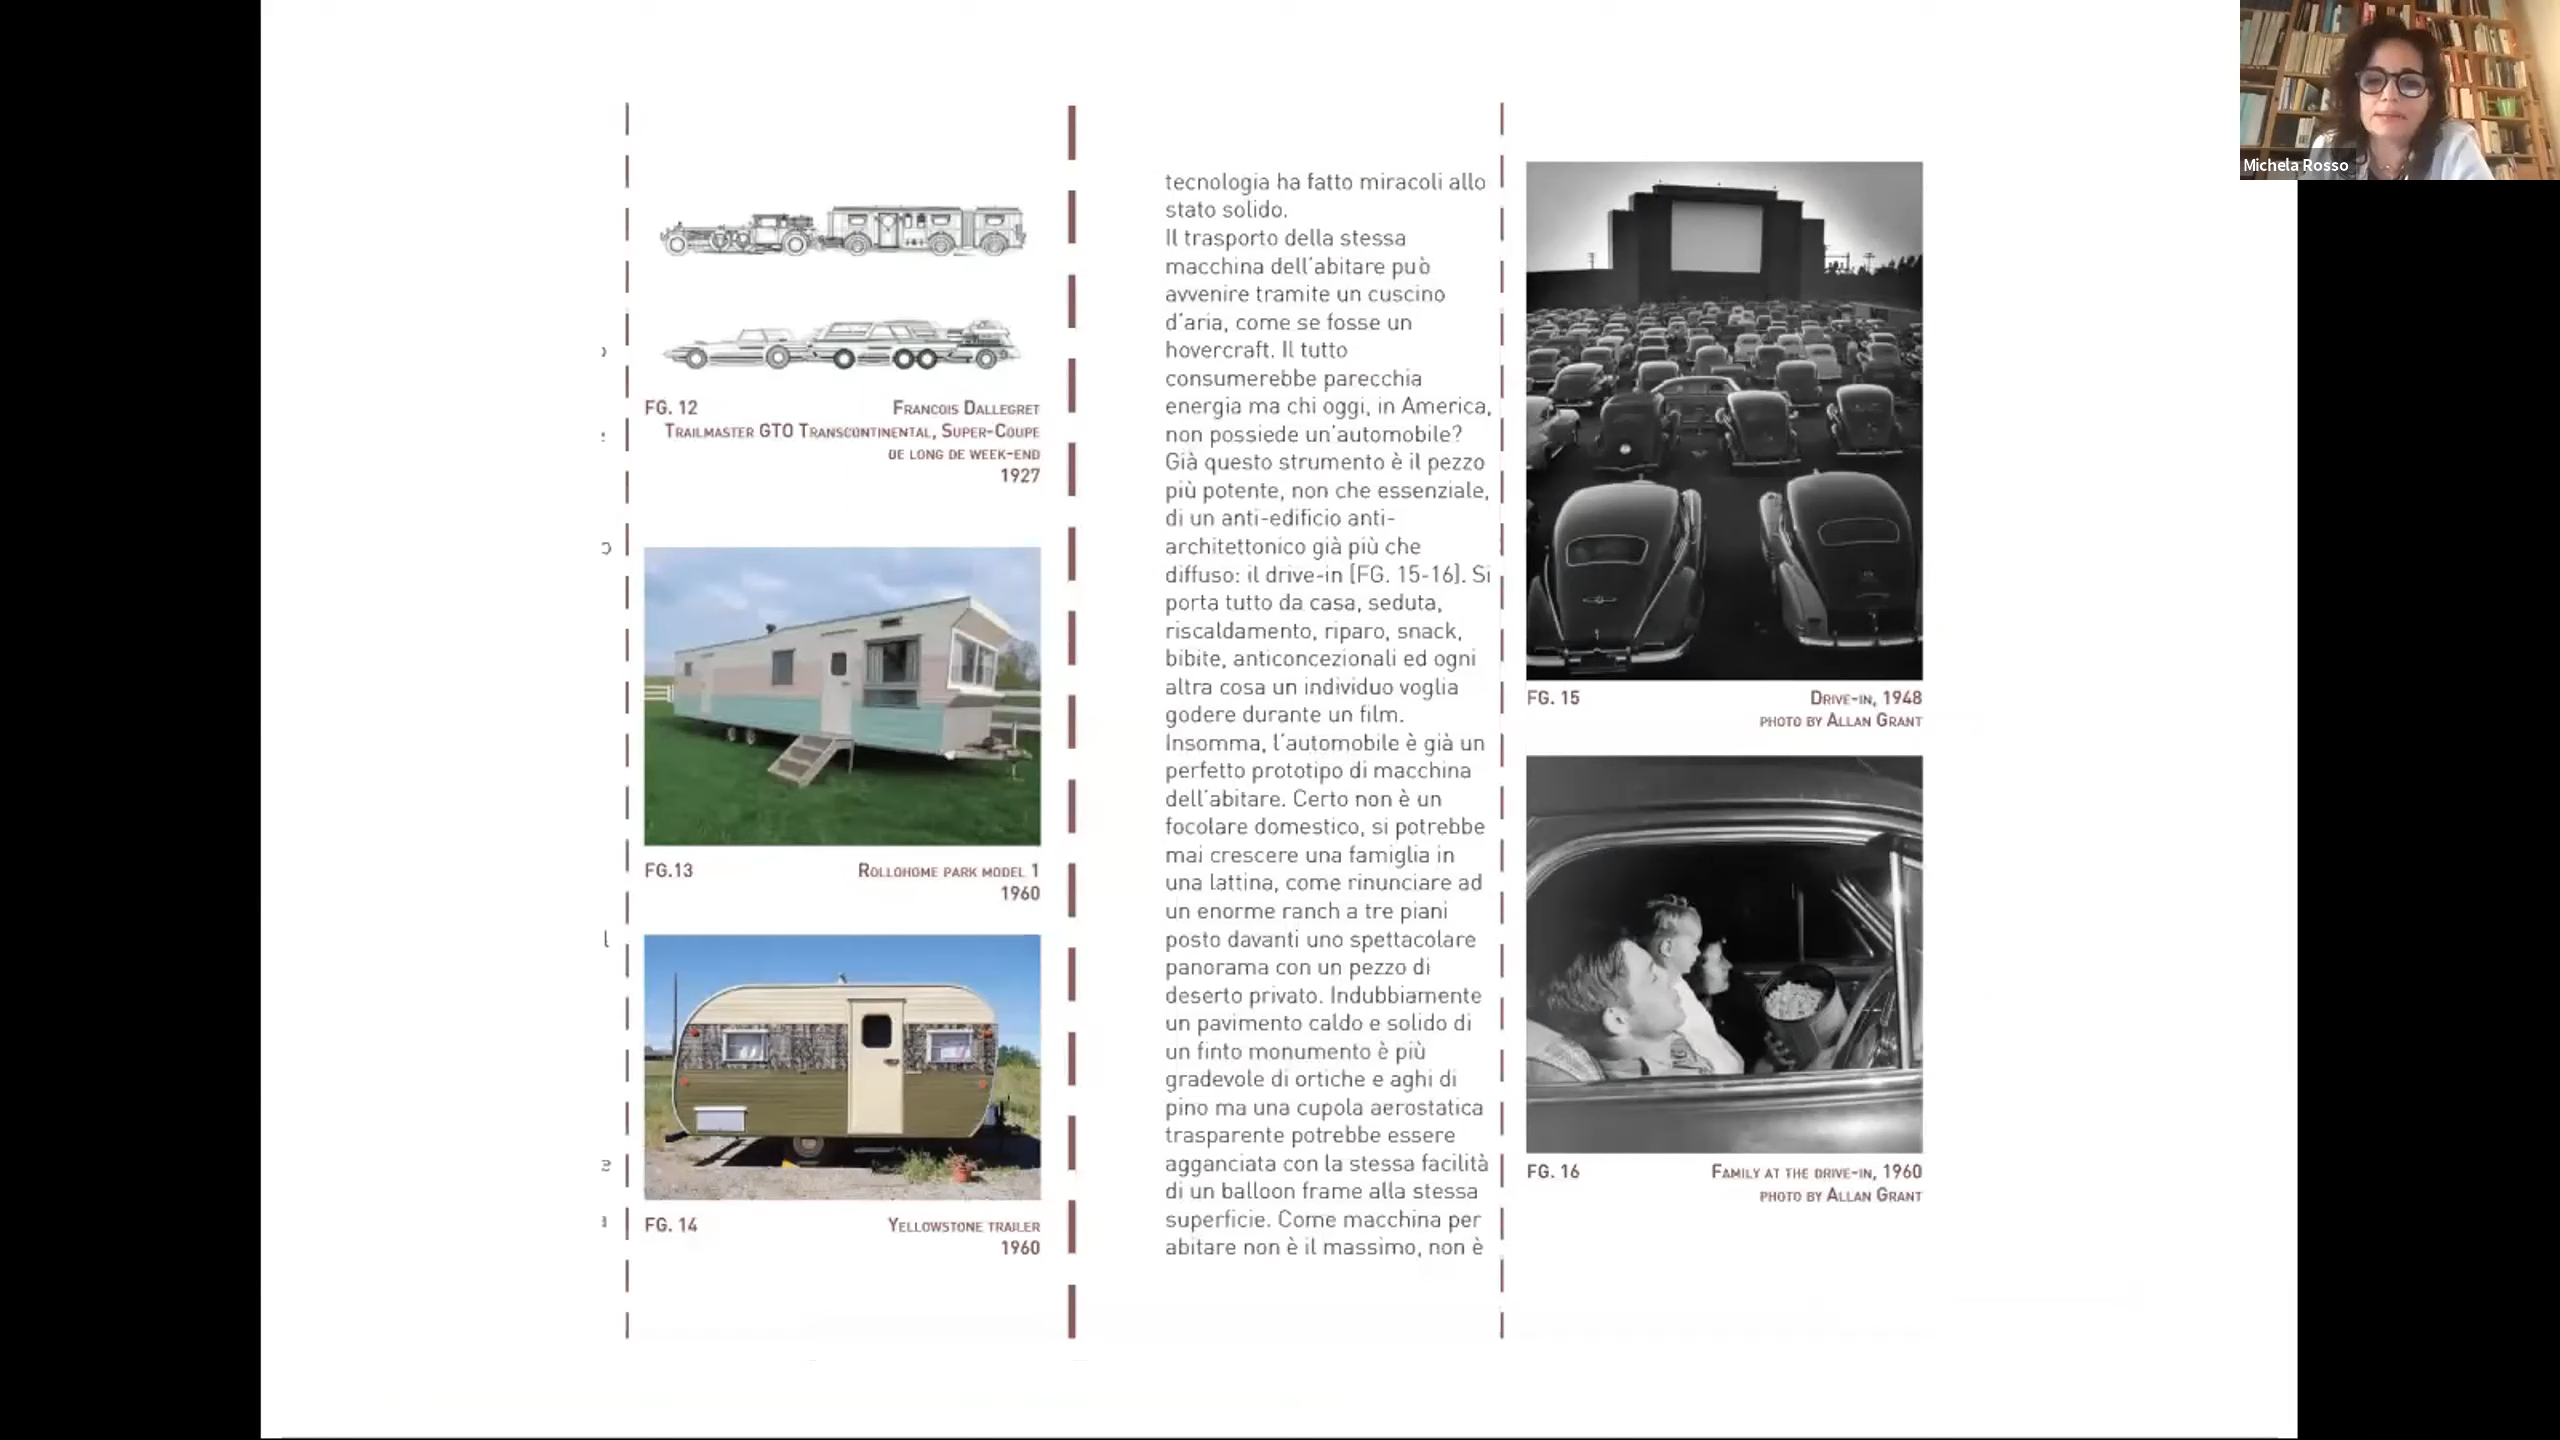 FG. 12 Francois Dallegret
Trailmaster GTO Transcontinental, Super-Coupe
de long de week-end
1927
FG.13 Rollohome park model 1
1960
FG. 14 Yellowstone trailer
1960
tecnologia ha fatto miracoli allo
stato solido.
Il trasporto della stessa
macchina dell'abitare può
avvenire tramite un cuscino
d'aria, come se fosse un
hovercraft. Il tutto
consumerebbe parecchia
energia ma chi oggi, in America,
non possiede un'automobile?
Già questo strumento è il pezzo
più potente, non che essenziale,
di un anti-edificio anti-
architettonico già più che
diffuso: il drive-in [FG. 15-16]. Si
porta tutto da casa, seduta,
riscaldamento, riparo, snack,
bibite, anticoncezionali ed ogni
altra cosa un individuo voglia
godere durante un film.
Insomma, l'automobile è già un
perfetto prototipo di macchina
dell'abitare. Certo non è un
focolare domestico, si potrebbe
mai crescere una famiglia in
una lattina, come rinunciare ad
un enorme ranch a tre piani
posto davanti uno spettacolare
panorama con un pezzo di
deserto privato. Indubbiamente
un pavimento caldo e solido di
un finto monumento è più
gradevole di ortiche e aghi di
pino ma una cupola aerostatica
trasparente potrebbe essere
agganciata con la stessa facilità
di un balloon frame alla stessa
superficie. Come macchina per
abitare non è il massimo, non è
FG. 15 Drive-in, 1948
photo by Allan Grant
FG. 16 Family at the drive-in, 1960
photo by Allan Grant
Michela Rosso